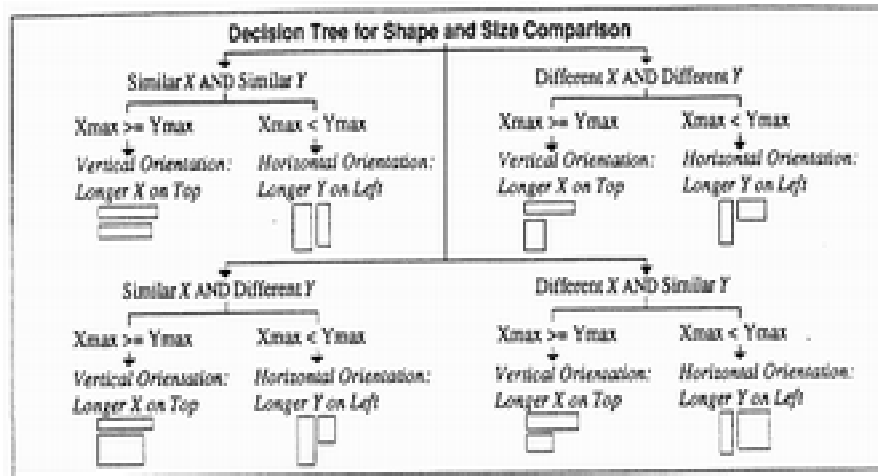 Decision Tree for Shape and Size Comparison
Similar X AND Similar Y
Xmax >= Ymax
Vertical Orientation:
Longer X on Top
Xmax < Ymax
Horizontal Orientation:
Longer Y on Left
Different X AND Different Y
Xmax >= Ymax
Vertical Orientation:
Longer X on Top
Xmax < Ymax
Horizontal Orientation:
Longer Y on Left
Similar X AND Different Y
Xmax >= Ymax
Vertical Orientation:
Longer X on Top
Xmax < Ymax
Horizontal Orientation:
Longer Y on Left
Different X AND Similar Y
Xmax >= Ymax
Vertical Orientation:
Longer X on Top
Xmax < Ymax
Horizontal Orientation:
Longer Y on Left